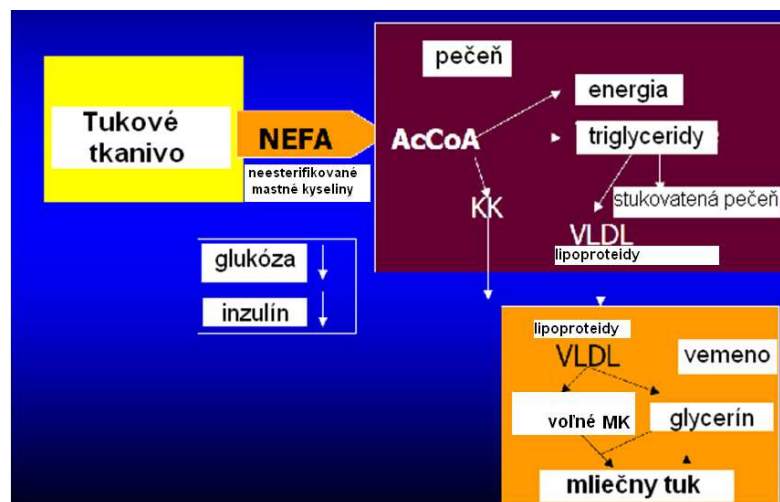 pečeň
energia
Tukové
tkanivo
NEFA
AcCoA
triglyceridy
neesterifikované
mastné kyseliny
stukovatená pečeň
KK
VLDL
lipoproteidy
glukóza
inzulín
lipoproteidy
VLDL
vemeno
voľné MK
glycerín
mliečny tuk